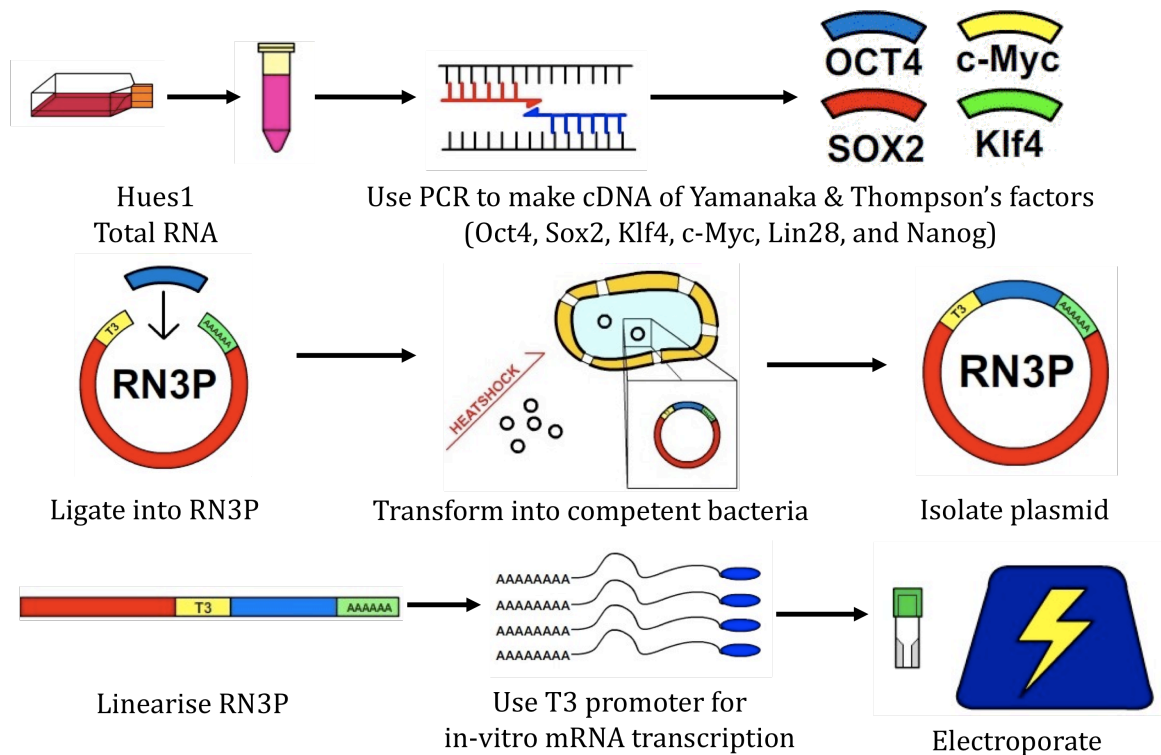 OCT4 c-Myc
SOX2 Klf4
Hues1
Total RNA
Use PCR to make cDNA of Yamanaka & Thompson's factors
(Oct4, Sox2, Klf4, c-Myc, Lin28, and Nanog)
T3 AAAAAA
RN3P
HEATSHOCK
T3 AAAAAA
RN3P
Ligate into RN3P
Transform into competent bacteria
Isolate plasmid
T3 AAAAAA
AAAAAAAA
AAAAAAAA
AAAAAAAA
AAAAAAAA
Linearise RN3P
Use T3 promoter for
in-vitro mRNA transcription
Electroporate